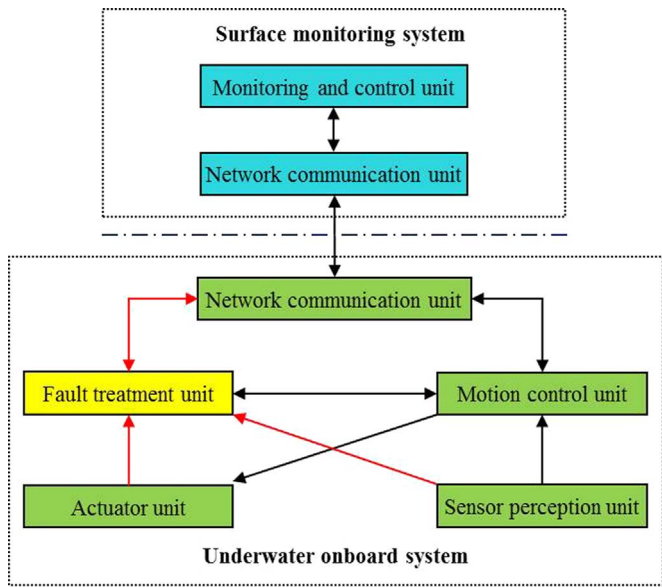 Surface monitoring system
Monitoring and control unit
Network communication unit
Network communication unit
Fault treatment unit
Motion control unit
Actuator unit
Sensor perception unit
Underwater onboard system